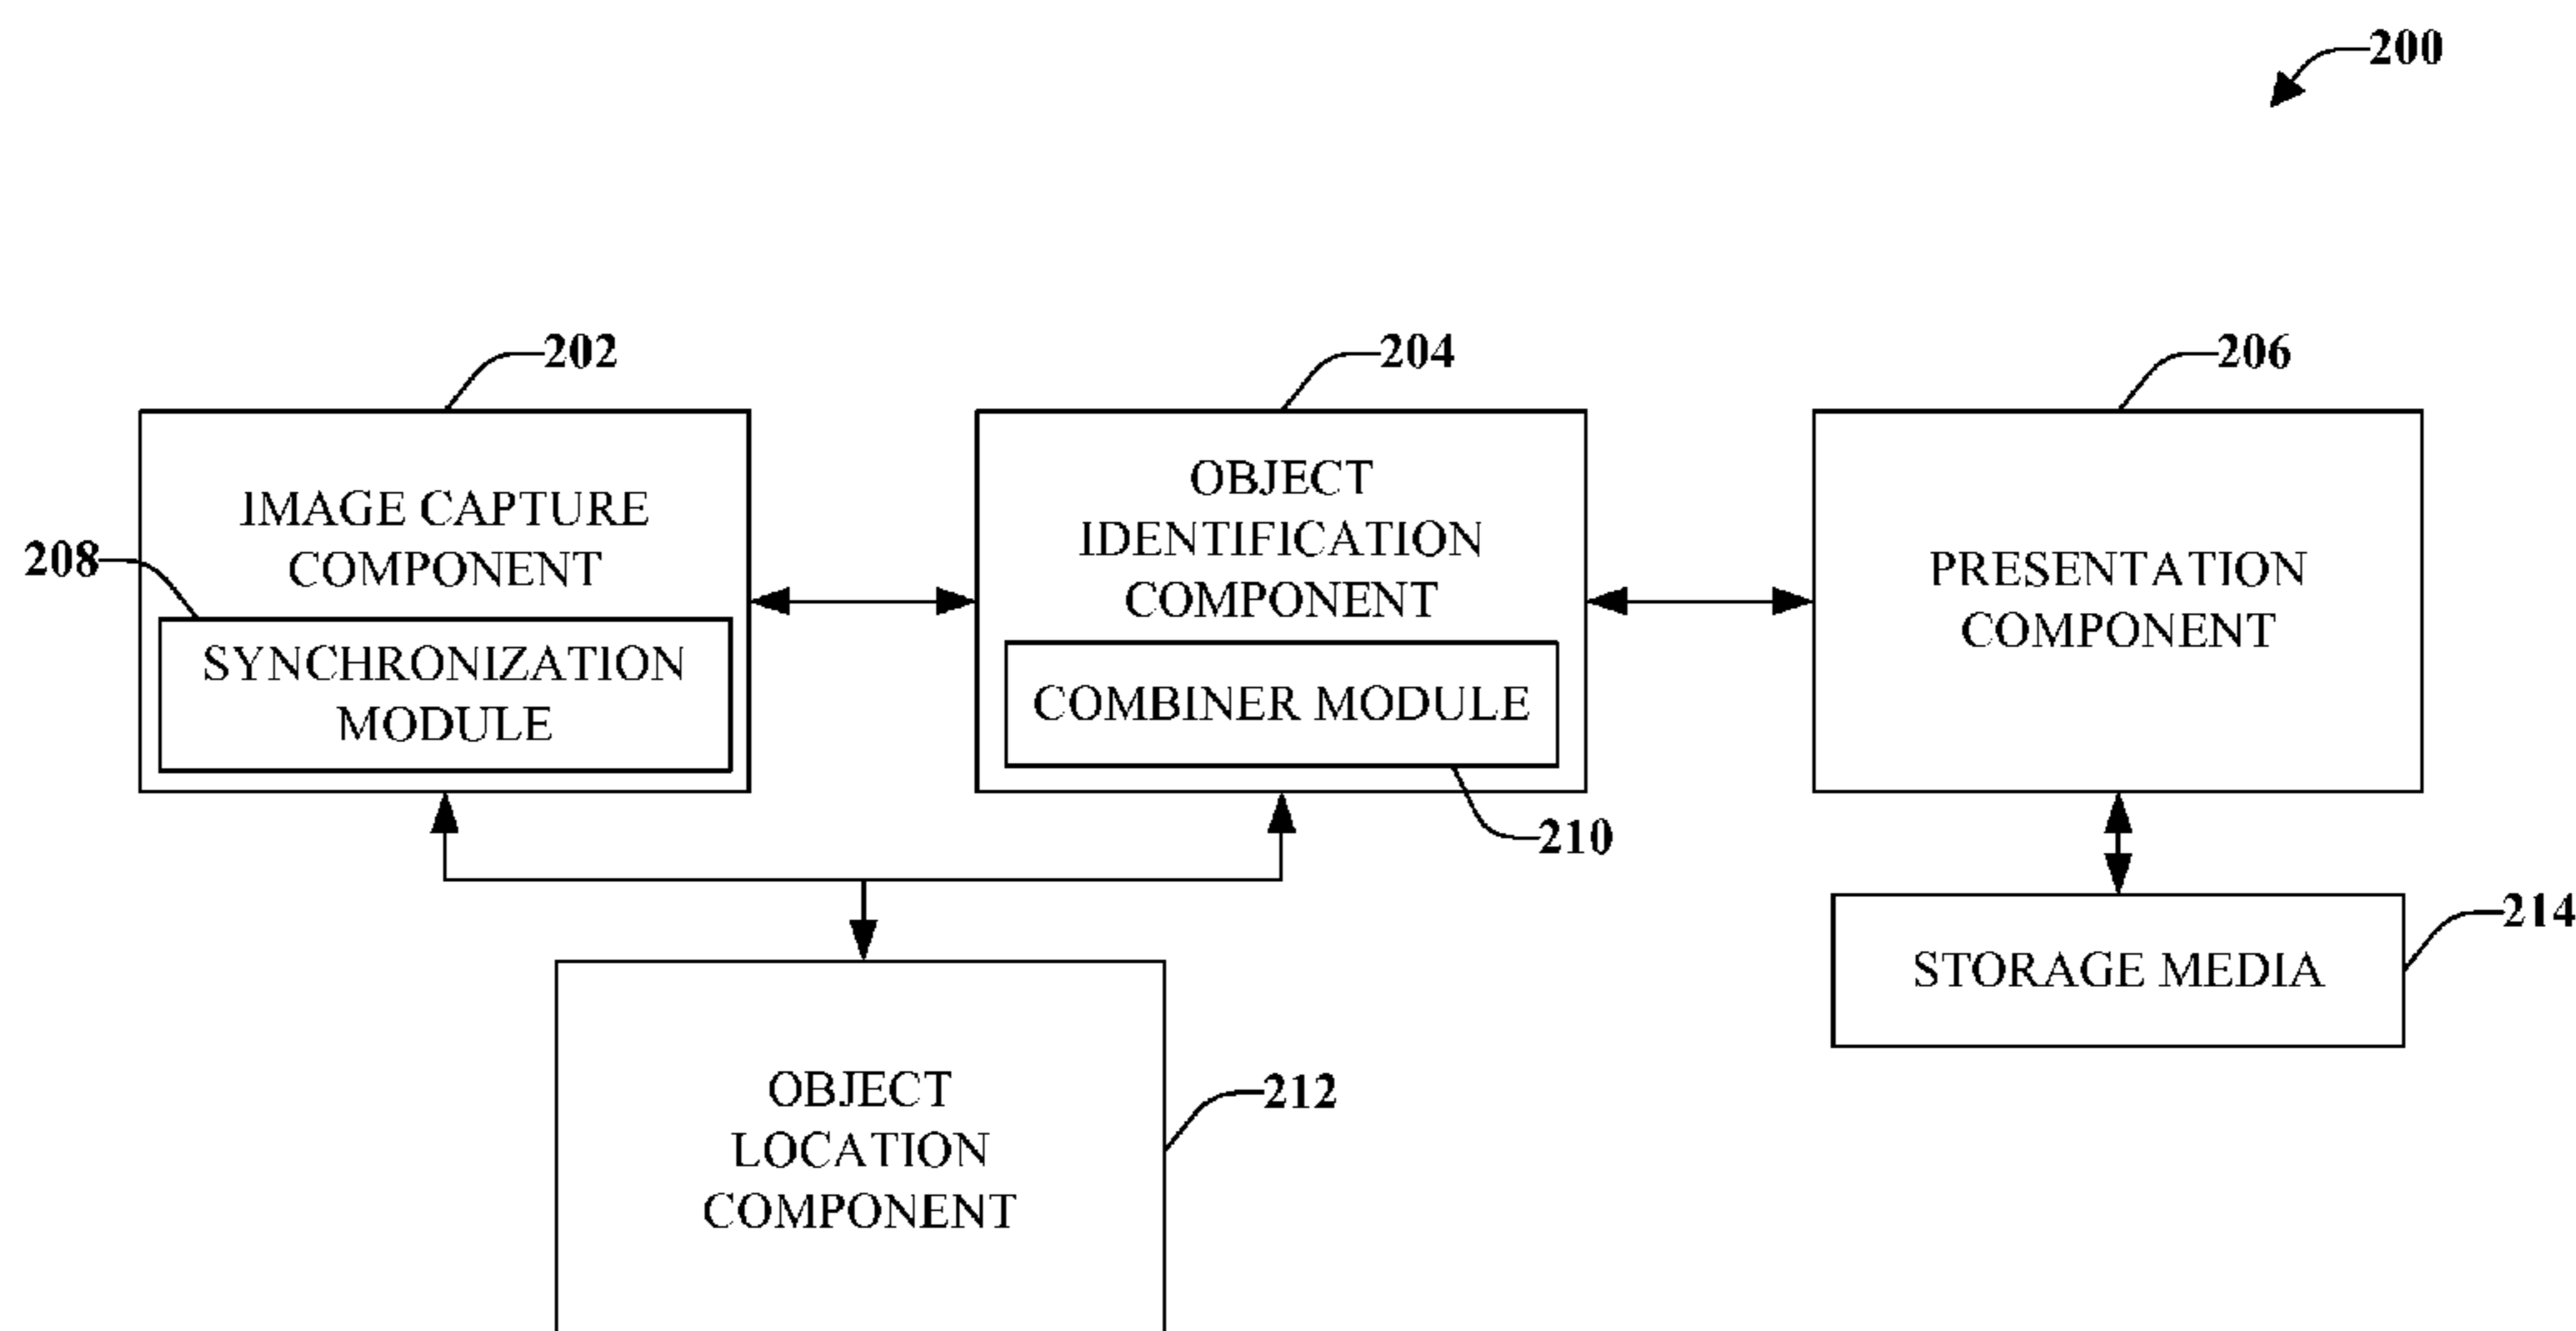 200
202
204
206
IMAGE CAPTURE
COMPONENT
208
SYNCHRONIZATION
MODULE
OBJECT
IDENTIFICATION
COMPONENT
COMBINER MODULE
210
PRESENTATION
COMPONENT
STORAGE MEDIA
214
OBJECT
LOCATION
COMPONENT
212